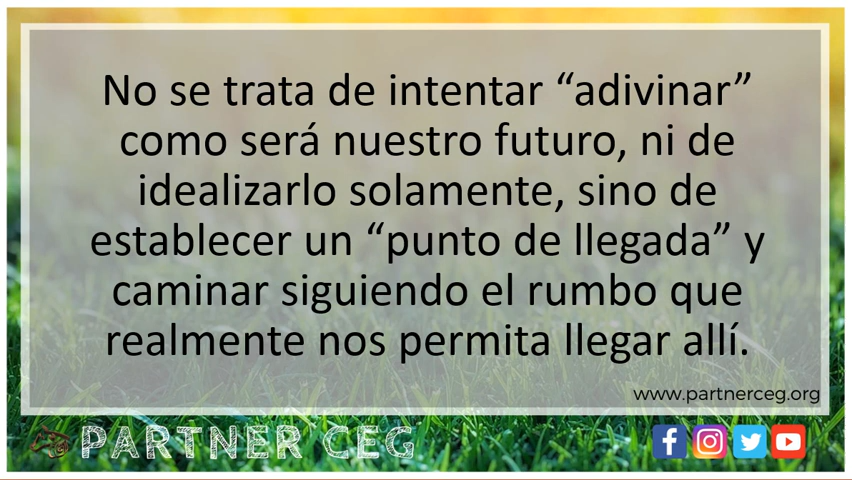 No se trata de intentar “adivinar”
como será nuestro futuro, ni de
idealizarlo solamente, sino de
establecer un “punto de llegada” y
caminar siguiendo el rumbo que
realmente nos permita llegar allí.
www.partnerceg.org
PARTNER CEG